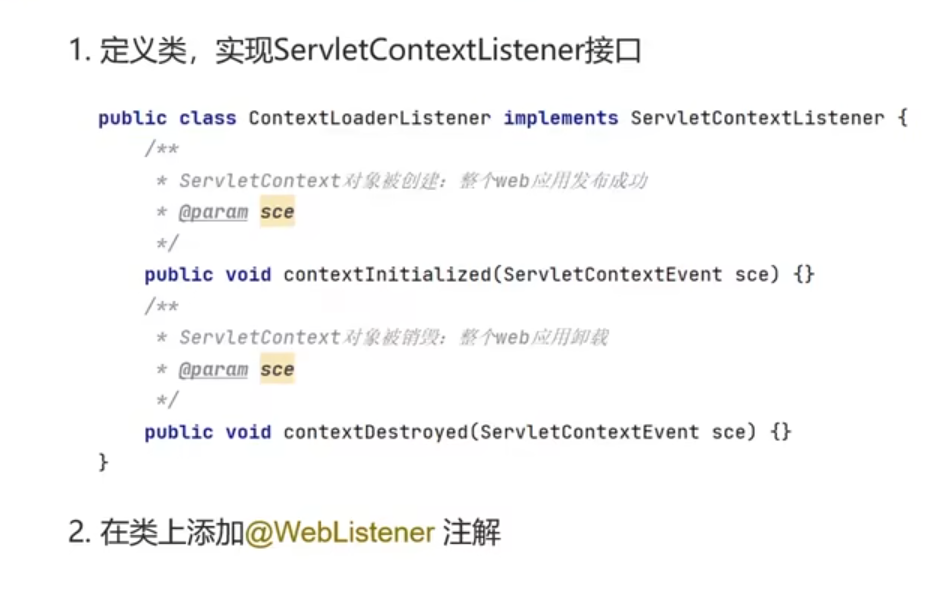 1. 定义类，实现ServletContextListener接口
public class ContextLoaderListener implements ServletContextListener {
/**
* ServletContext对象被创建：整个web应用发布成功
* @param sce
*/
public void contextInitialized(ServletContextEvent sce) {}
/**
* ServletContext对象被销毁：整个web应用卸载
* @param sce
*/
public void contextDestroyed(ServletContextEvent sce) {}
}
2. 在类上添加@WebListener 注解